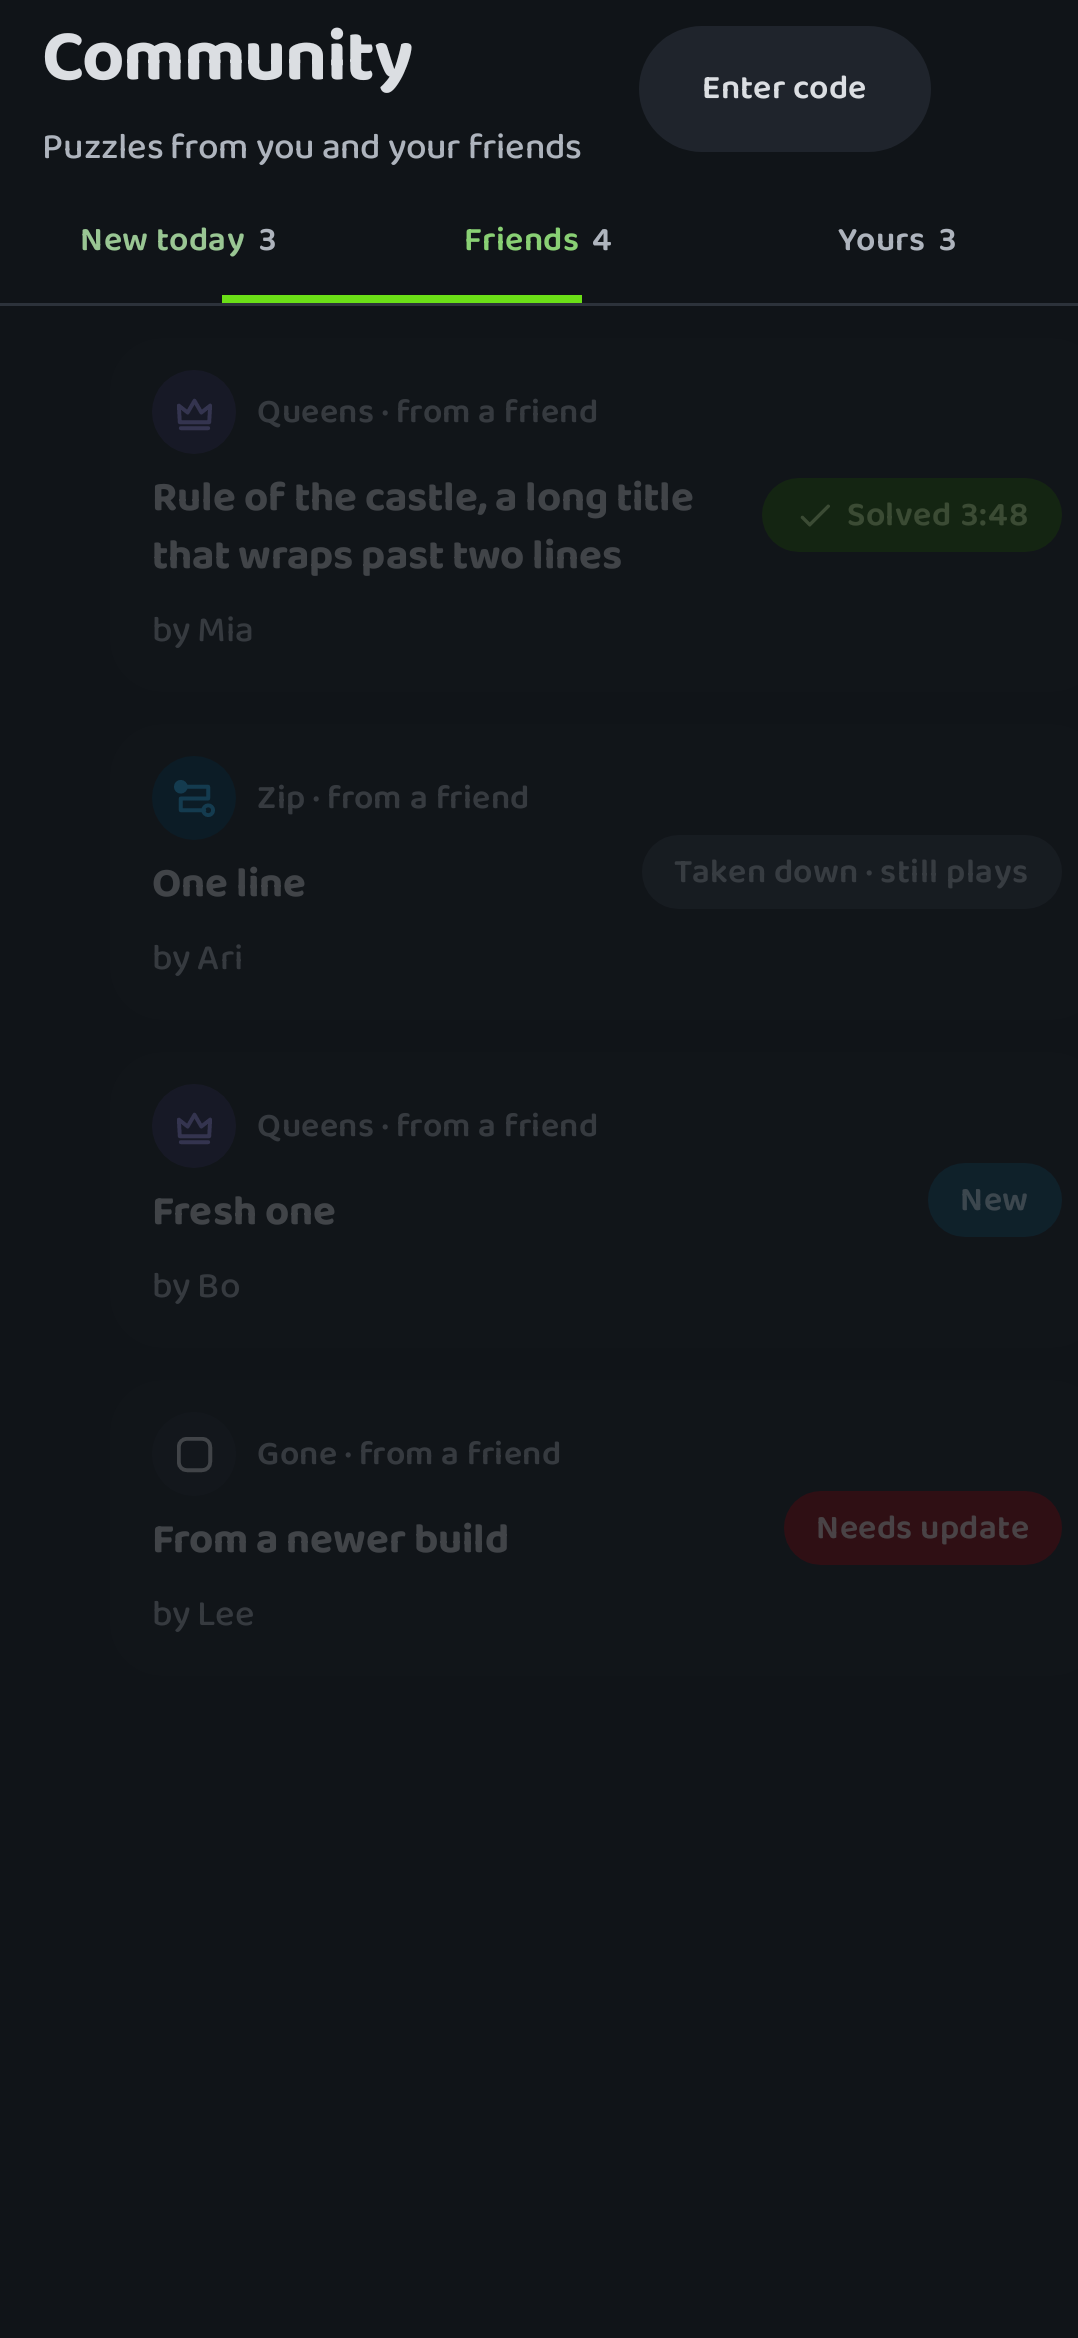 Community
Enter code
Puzzles from you and your friends
New today 3
Friends 4
Yours 3
Queens · from a friend
Rule of the castle, a long title
that wraps past two lines
Solved 3:48
by Mia
Zip · from a friend
One line
Taken down · still plays
by Ari
Queens · from a friend
Fresh one
New
by Bo
Gone · from a friend
From a newer build
Needs update
by Lee